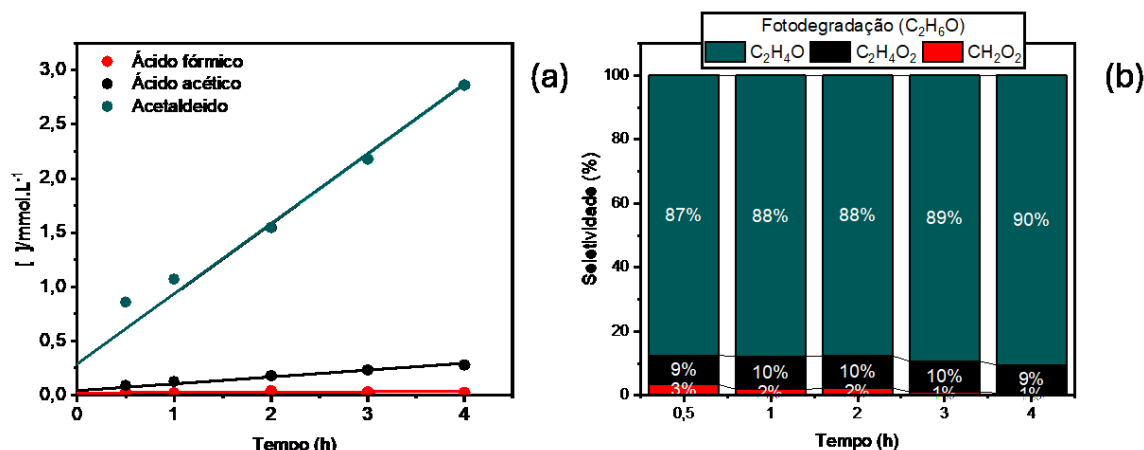 Ácido fórmico
Ácido acético
Acetaldeido
(a)
[ ]/mmol.L⁻¹
3,0
2,5
2,0
1,5
1,0
0,5
0,0
0 1 2 3 4
Tempo (h)
Fotodegradação (C₂H₆O)
C₂H₄O C₂H₄O₂ CH₂O₂
(b)
Seletividade (%)
100
80
60
40
20
0
87% 88% 88% 89% 90%
9% 10% 10% 10% 9%
3% 2% 2% 1% 1%
0,5 1 2 3 4
Tempo (h)